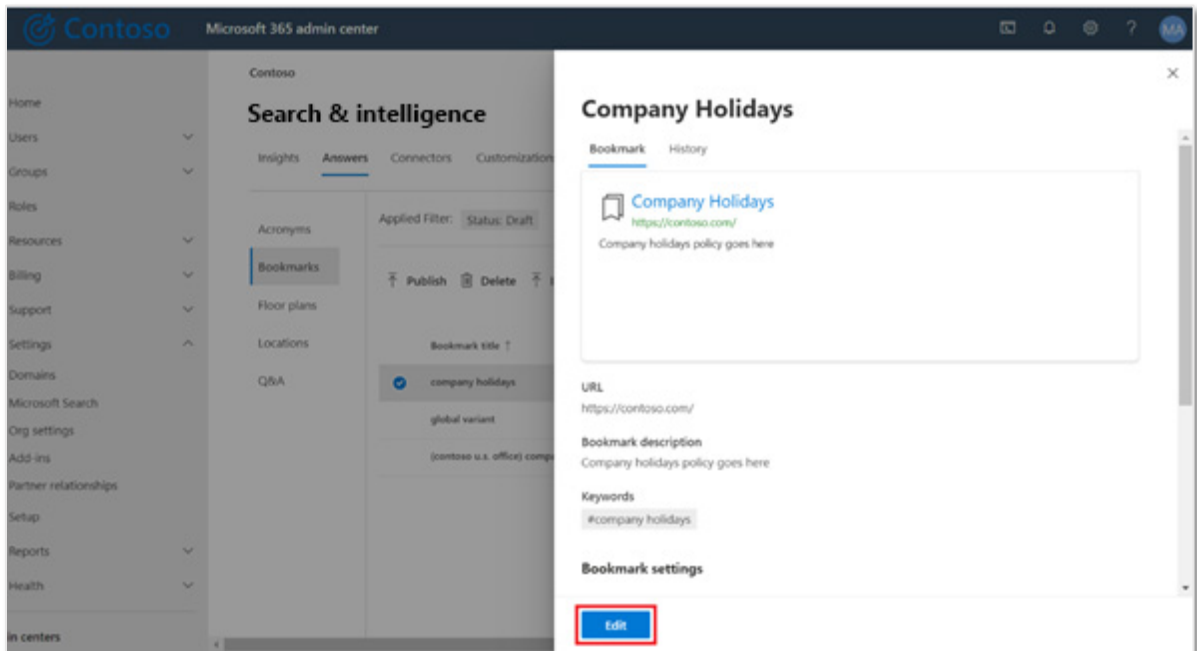 Contoso Microsoft 365 admin center ? MA
Home
Users
Groups
Roles
Resources
Billing
Support
Settings
Domains
Microsoft Search
Org settings
Add-ins
Partner relationships
Setup
Reports
Health
in centers
Contoso
Search & intelligence
Insights Answers Connectors Customization
Acronyms
Bookmarks
Floor plans
Locations
Q&A
Applied Filter: Status: Draft
Publish Delete
Bookmark title ↑
company holidays
global variant
(contoso u.s. office) comp
Company Holidays
Bookmark History
Company Holidays
https://contoso.com/
Company holidays policy goes here
URL
https://contoso.com/
Bookmark description
Company holidays policy goes here
Keywords
#company holidays
Bookmark settings
Edit